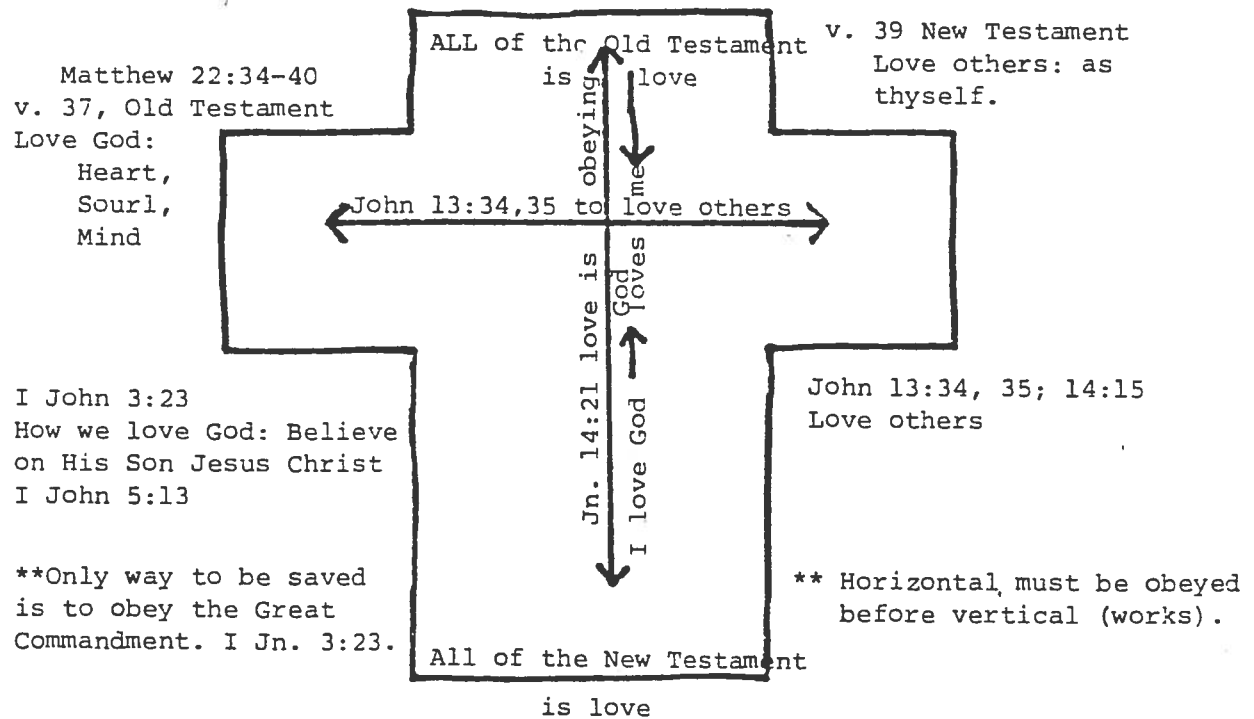 ALL of the Old Testament
is love
v. 39 New Testament
Love others: as
thyself.
Matthew 22:34-40
v. 37, Old Testament
Love God:
Heart,
Sourl,
Mind
John 13:34,35 to love others
Jn. 14:21 love is obeying
God
loves me
I love God
I John 3:23
How we love God: Believe
on His Son Jesus Christ
I John 5:13
John 13:34, 35; 14:15
Love others
**Only way to be saved
is to obey the Great
Commandment. I Jn. 3:23.
** Horizontal must be obeyed
before vertical (works).
All of the New Testament
is love